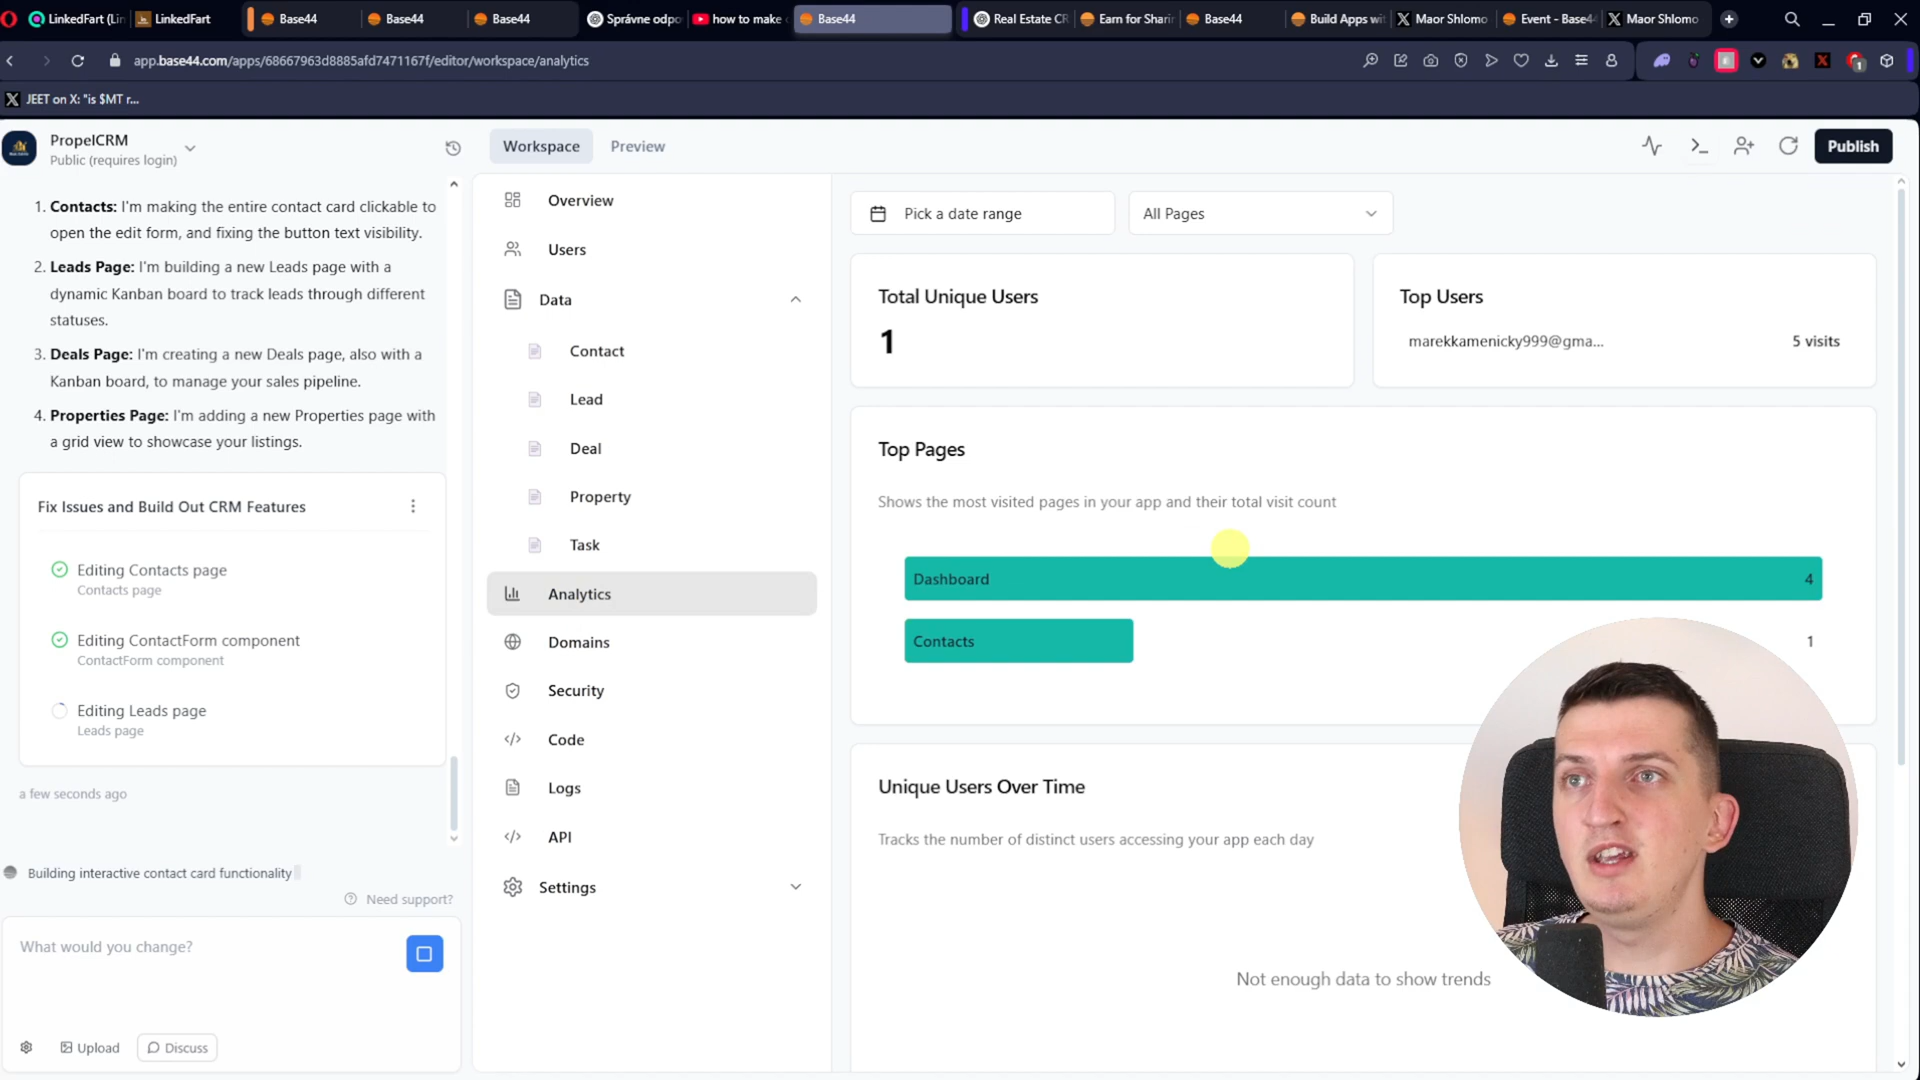 LinkedFart (Lin
LinkedFart
Base44
Base44
Base44
Správne odpo
how to make
Base44
Real Estate CR
Earn for Sharin
Base44
Build Apps wi
Maor Shlomo
Event - Base4
Maor Shlomo
app.base44.com/apps/68667963d8885afd7471167f/editor/workspace/analytics
1
JEET on X: "is $MT r...
PropelCRM
Public (requires login)
Workspace
Preview
Publish
1. Contacts: I'm making the entire contact card clickable to
open the edit form, and fixing the button text visibility.
2. Leads Page: I'm building a new Leads page with a
dynamic Kanban board to track leads through different
statuses.
3. Deals Page: I'm creating a new Deals page, also with a
Kanban board, to manage your sales pipeline.
4. Properties Page: I'm adding a new Properties page with
a grid view to showcase your listings.
Fix Issues and Build Out CRM Features
Editing Contacts page
Contacts page
Editing ContactForm component
ContactForm component
Editing Leads page
Leads page
a few seconds ago
Building interactive contact card functionality
Need support?
What would you change?
Upload
Discuss
Overview
Users
Data
Contact
Lead
Deal
Property
Task
Analytics
Domains
Security
Code
Logs
API
Settings
Pick a date range
All Pages
Total Unique Users
1
Top Users
marekkamenicky999@gma...
5 visits
Top Pages
Shows the most visited pages in your app and their total visit count
Dashboard
4
Contacts
1
Unique Users Over Time
Tracks the number of distinct users accessing your app each day
Not enough data to show trends